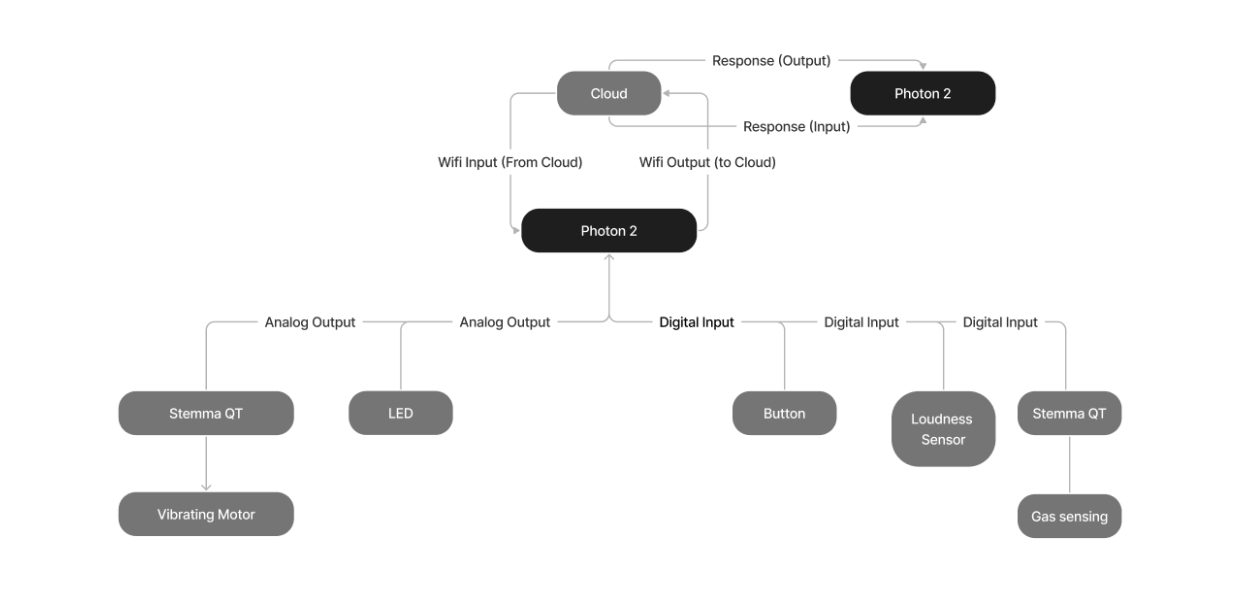 Response (Output)
Cloud
Photon 2
Response (Input)
Wifi Input (From Cloud)
Wifi Output (to Cloud)
Photon 2
Analog Output
Analog Output
Digital Input
Digital Input
Digital Input
Stemma QT
LED
Button
Loudness
Sensor
Stemma QT
Vibrating Motor
Gas sensing